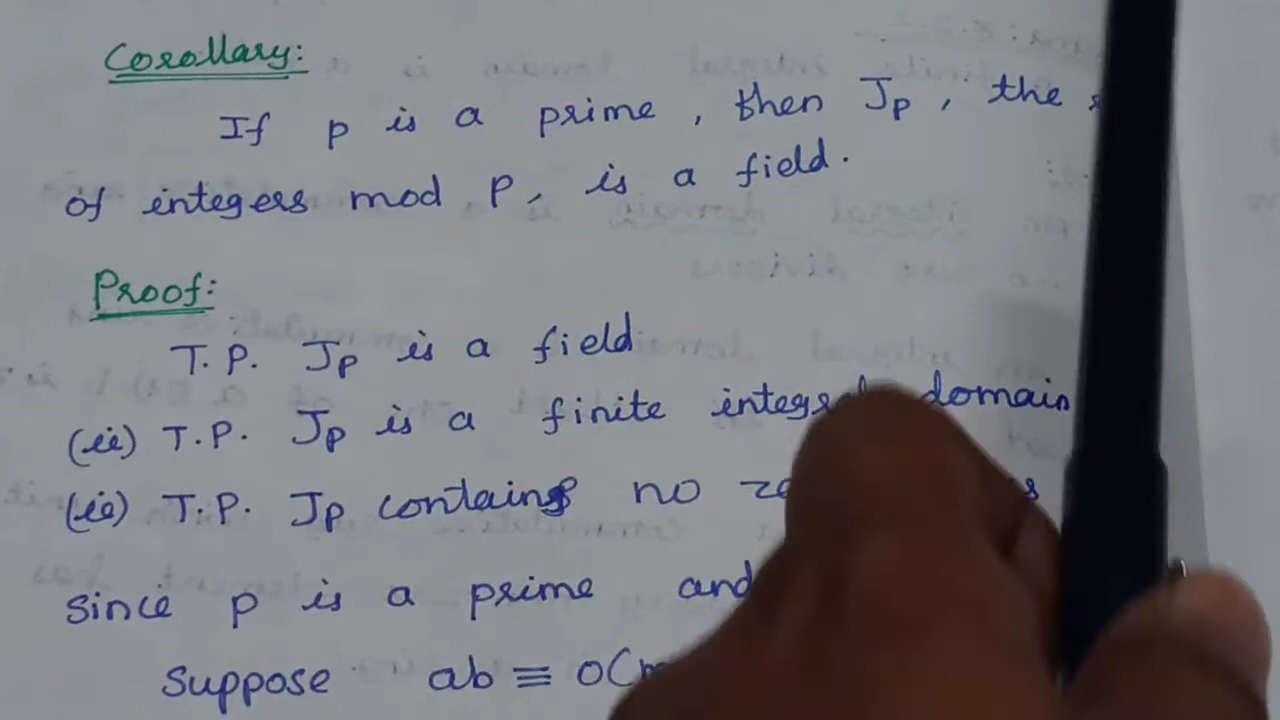 Corollary:
If p is a prime, then Jp, the
of integers mod P, is a field.
Proof:
T.P. Jp is a field
(ie) T.P. Jp is a finite integral domain
(ie) T.P. Jp contains no
since p is a prime and
Suppose ab ≡ 0(